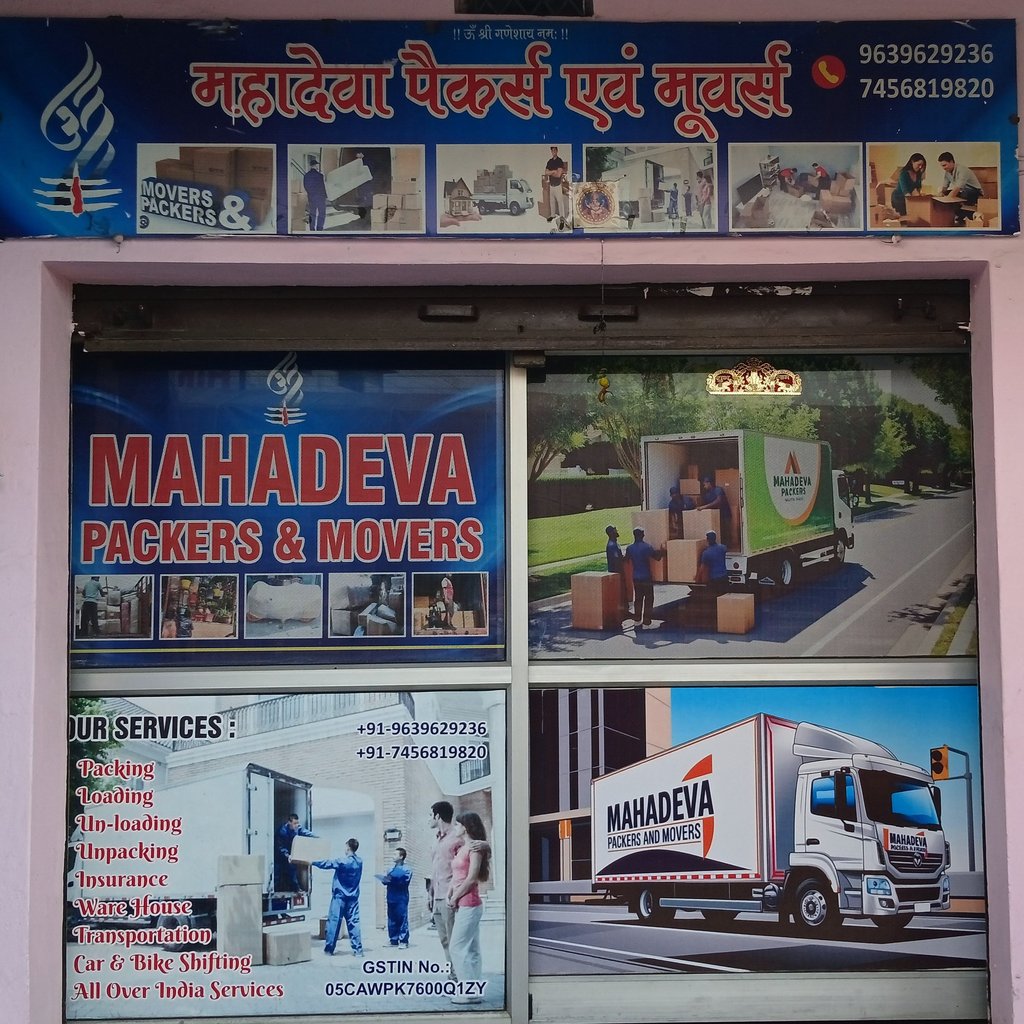 !! ॐ श्री गणेशाय नमः !!
महादेवा पैकर्स एवं मूवर्स
9639629236
7456819820
MOVERS &
PACKERS
MAHADEVA
PACKERS & MOVERS
MAHADEVA
PACKERS
OUR SERVICES :
+91-9639629236
+91-7456819820
Packing
Loading
Un-loading
Unpacking
Insurance
Ware House
Transportation
Car & Bike Shifting
All Over India Services
GSTIN No.:
05CAWPK7600Q1ZY
MAHADEVA
PACKERS AND MOVERS
MAHADEVA